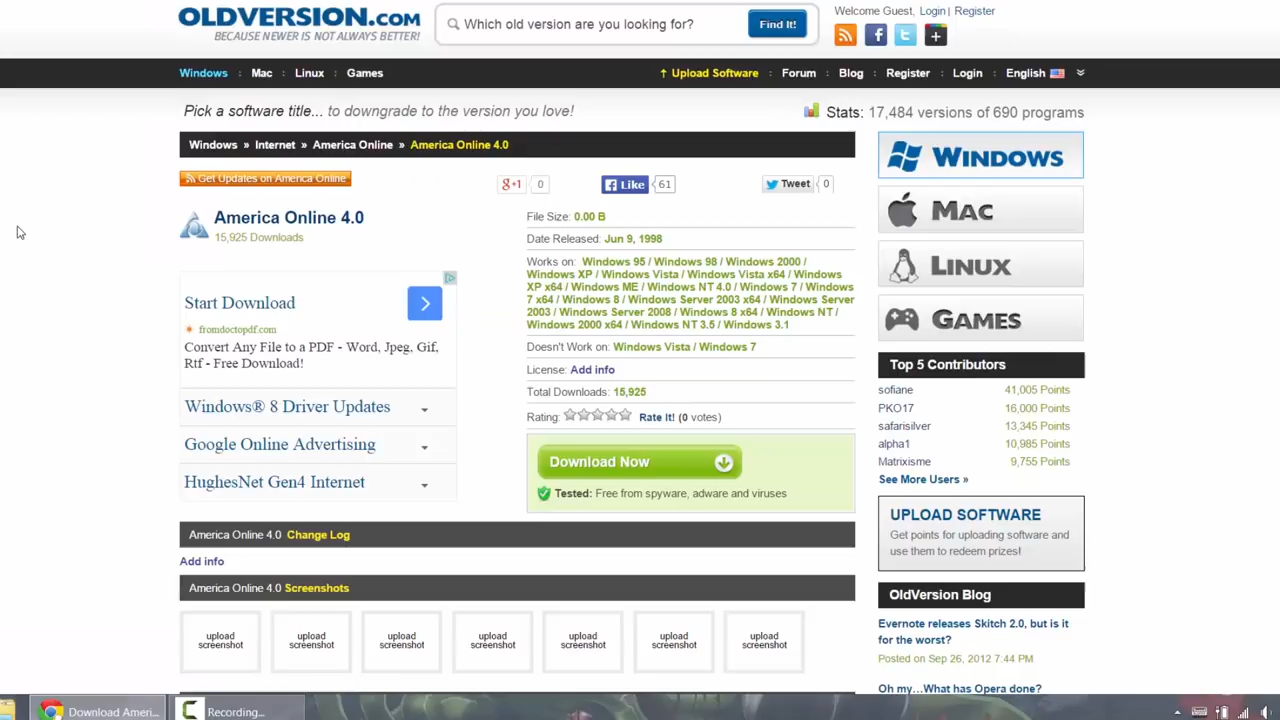 OLDVERSION.COM
BECAUSE NEWER IS NOT ALWAYS BETTER!
Which old version are you looking for?
Find It!
Welcome Guest, Login | Register
Windows : Mac : Linux : Games
↑ Upload Software : Forum : Blog : Register : Login : English
Pick a software title... to downgrade to the version you love!
Stats: 17,484 versions of 690 programs
Windows » Internet » America Online » America Online 4.0
Get Updates on America Online
g+1 0
Like 61
Tweet 0
America Online 4.0
15,925 Downloads
Start Download
fromdoctopdf.com
Convert Any File to a PDF - Word, Jpeg, Gif,
Rtf - Free Download!
Windows® 8 Driver Updates
Google Online Advertising
HughesNet Gen4 Internet
File Size: 0.00 B
Date Released: Jun 9, 1998
Works on: Windows 95 / Windows 98 / Windows 2000 /
Windows XP / Windows Vista / Windows Vista x64 / Windows
XP x64 / Windows ME / Windows NT 4.0 / Windows 7 / Windows
7 x64 / Windows 8 / Windows Server 2003 x64 / Windows Server
2003 / Windows Server 2008 / Windows 8 x64 / Windows NT /
Windows 2000 x64 / Windows NT 3.5 / Windows 3.1
Doesn't Work on: Windows Vista / Windows 7
License: Add info
Total Downloads: 15,925
Rating: Rate It! (0 votes)
Download Now
Tested: Free from spyware, adware and viruses
America Online 4.0 Change Log
Add info
America Online 4.0 Screenshots
upload screenshot
upload screenshot
upload screenshot
upload screenshot
upload screenshot
upload screenshot
upload screenshot
WINDOWS
MAC
LINUX
GAMES
Top 5 Contributors
sofiane 41,005 Points
PKO17 16,000 Points
safarisilver 13,345 Points
alpha1 10,985 Points
Matrixisme 9,755 Points
See More Users »
UPLOAD SOFTWARE
Get points for uploading software and
use them to redeem prizes!
OldVersion Blog
Evernote releases Skitch 2.0, but is it
for the worst?
Posted on Sep 26, 2012 7:44 PM
Oh my…What has Opera done?
Download Ameri...
Recording...